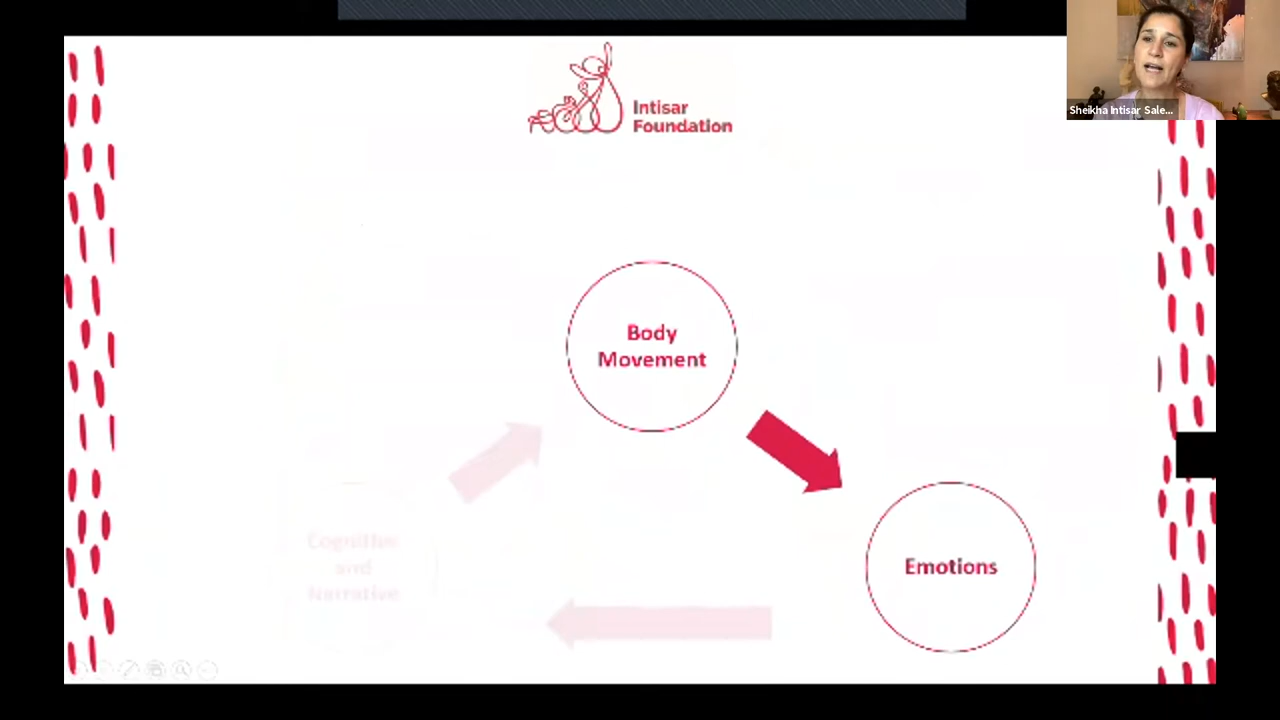 Intisar
Foundation
Sheikha Intisar Sale...
Body
Movement
Emotions
Cognitive
and
Narrative